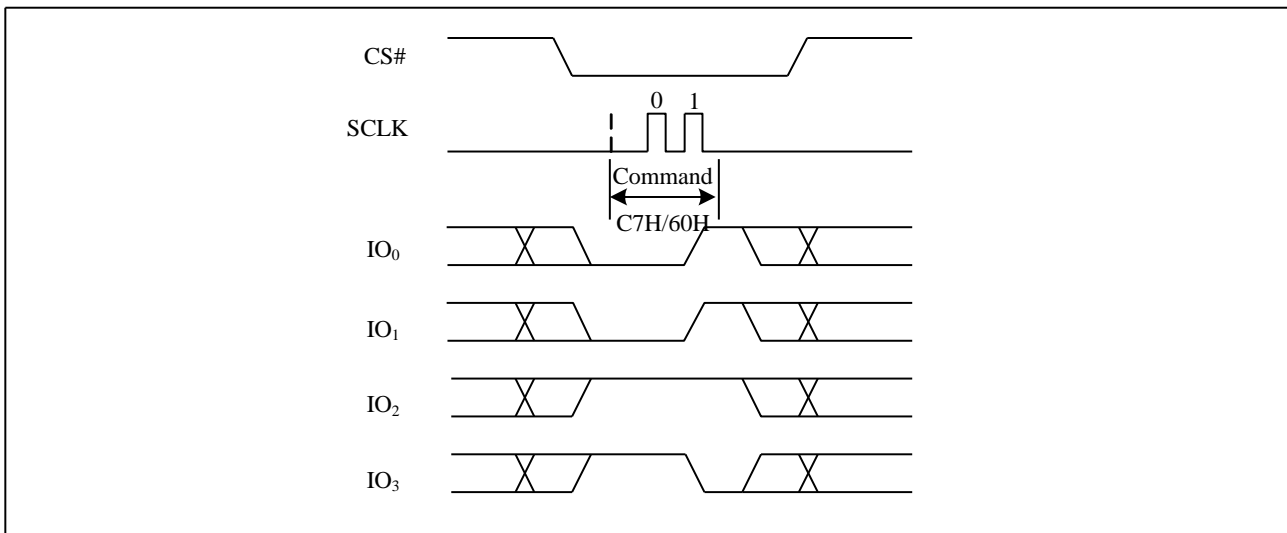 CS#
0 1
SCLK
Command
C7H/60H
IO₀
IO₁
IO₂
IO₃